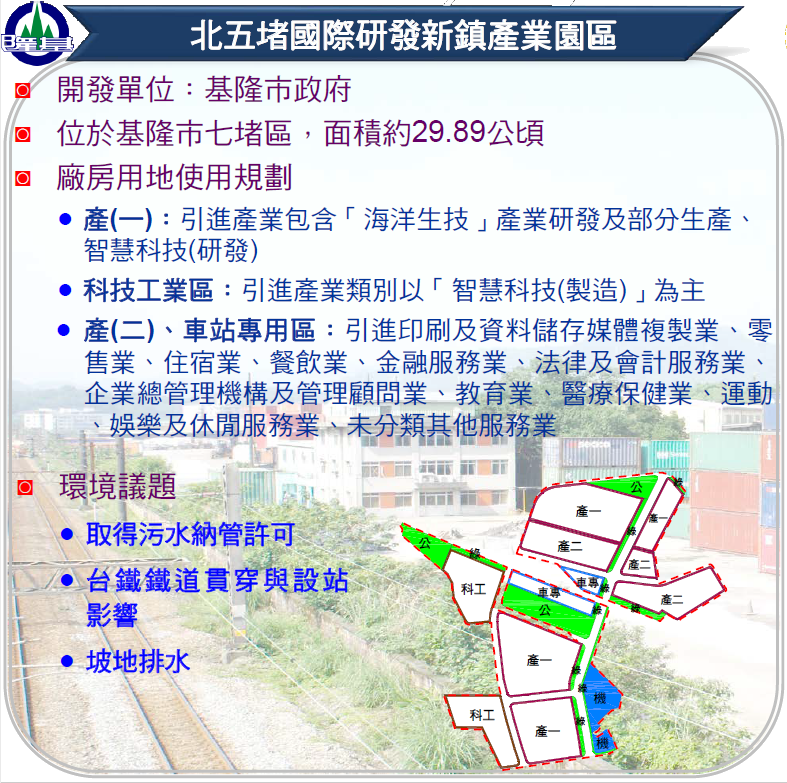 北五堵國際研發新鎮產業園區
開發單位：基隆市政府
位於基隆市七堵區，面積約29.89公頃
廠房用地使用規劃
產(一)：引進產業包含「海洋生技」產業研發及部分生產、
智慧科技(研發)
科技工業區：引進產業類別以「智慧科技(製造)」為主
產(二)、車站專用區：引進印刷及資料儲存媒體複製業、零
售業、住宿業、餐飲業、金融服務業、法律及會計服務業、
企業總管理機構及管理顧問業、教育業、醫療保健業、運動
、娛樂及休閒服務業、未分類其他服務業
環境議題
取得污水納管許可
台鐵鐵道貫穿與設站
影響
坡地排水
公
綠
產一
產一
綠
產二
公
綠
產二
科工
車專
車專
綠
產二
公
綠
綠
產一
綠
綠
機
科工
產一
綠
機